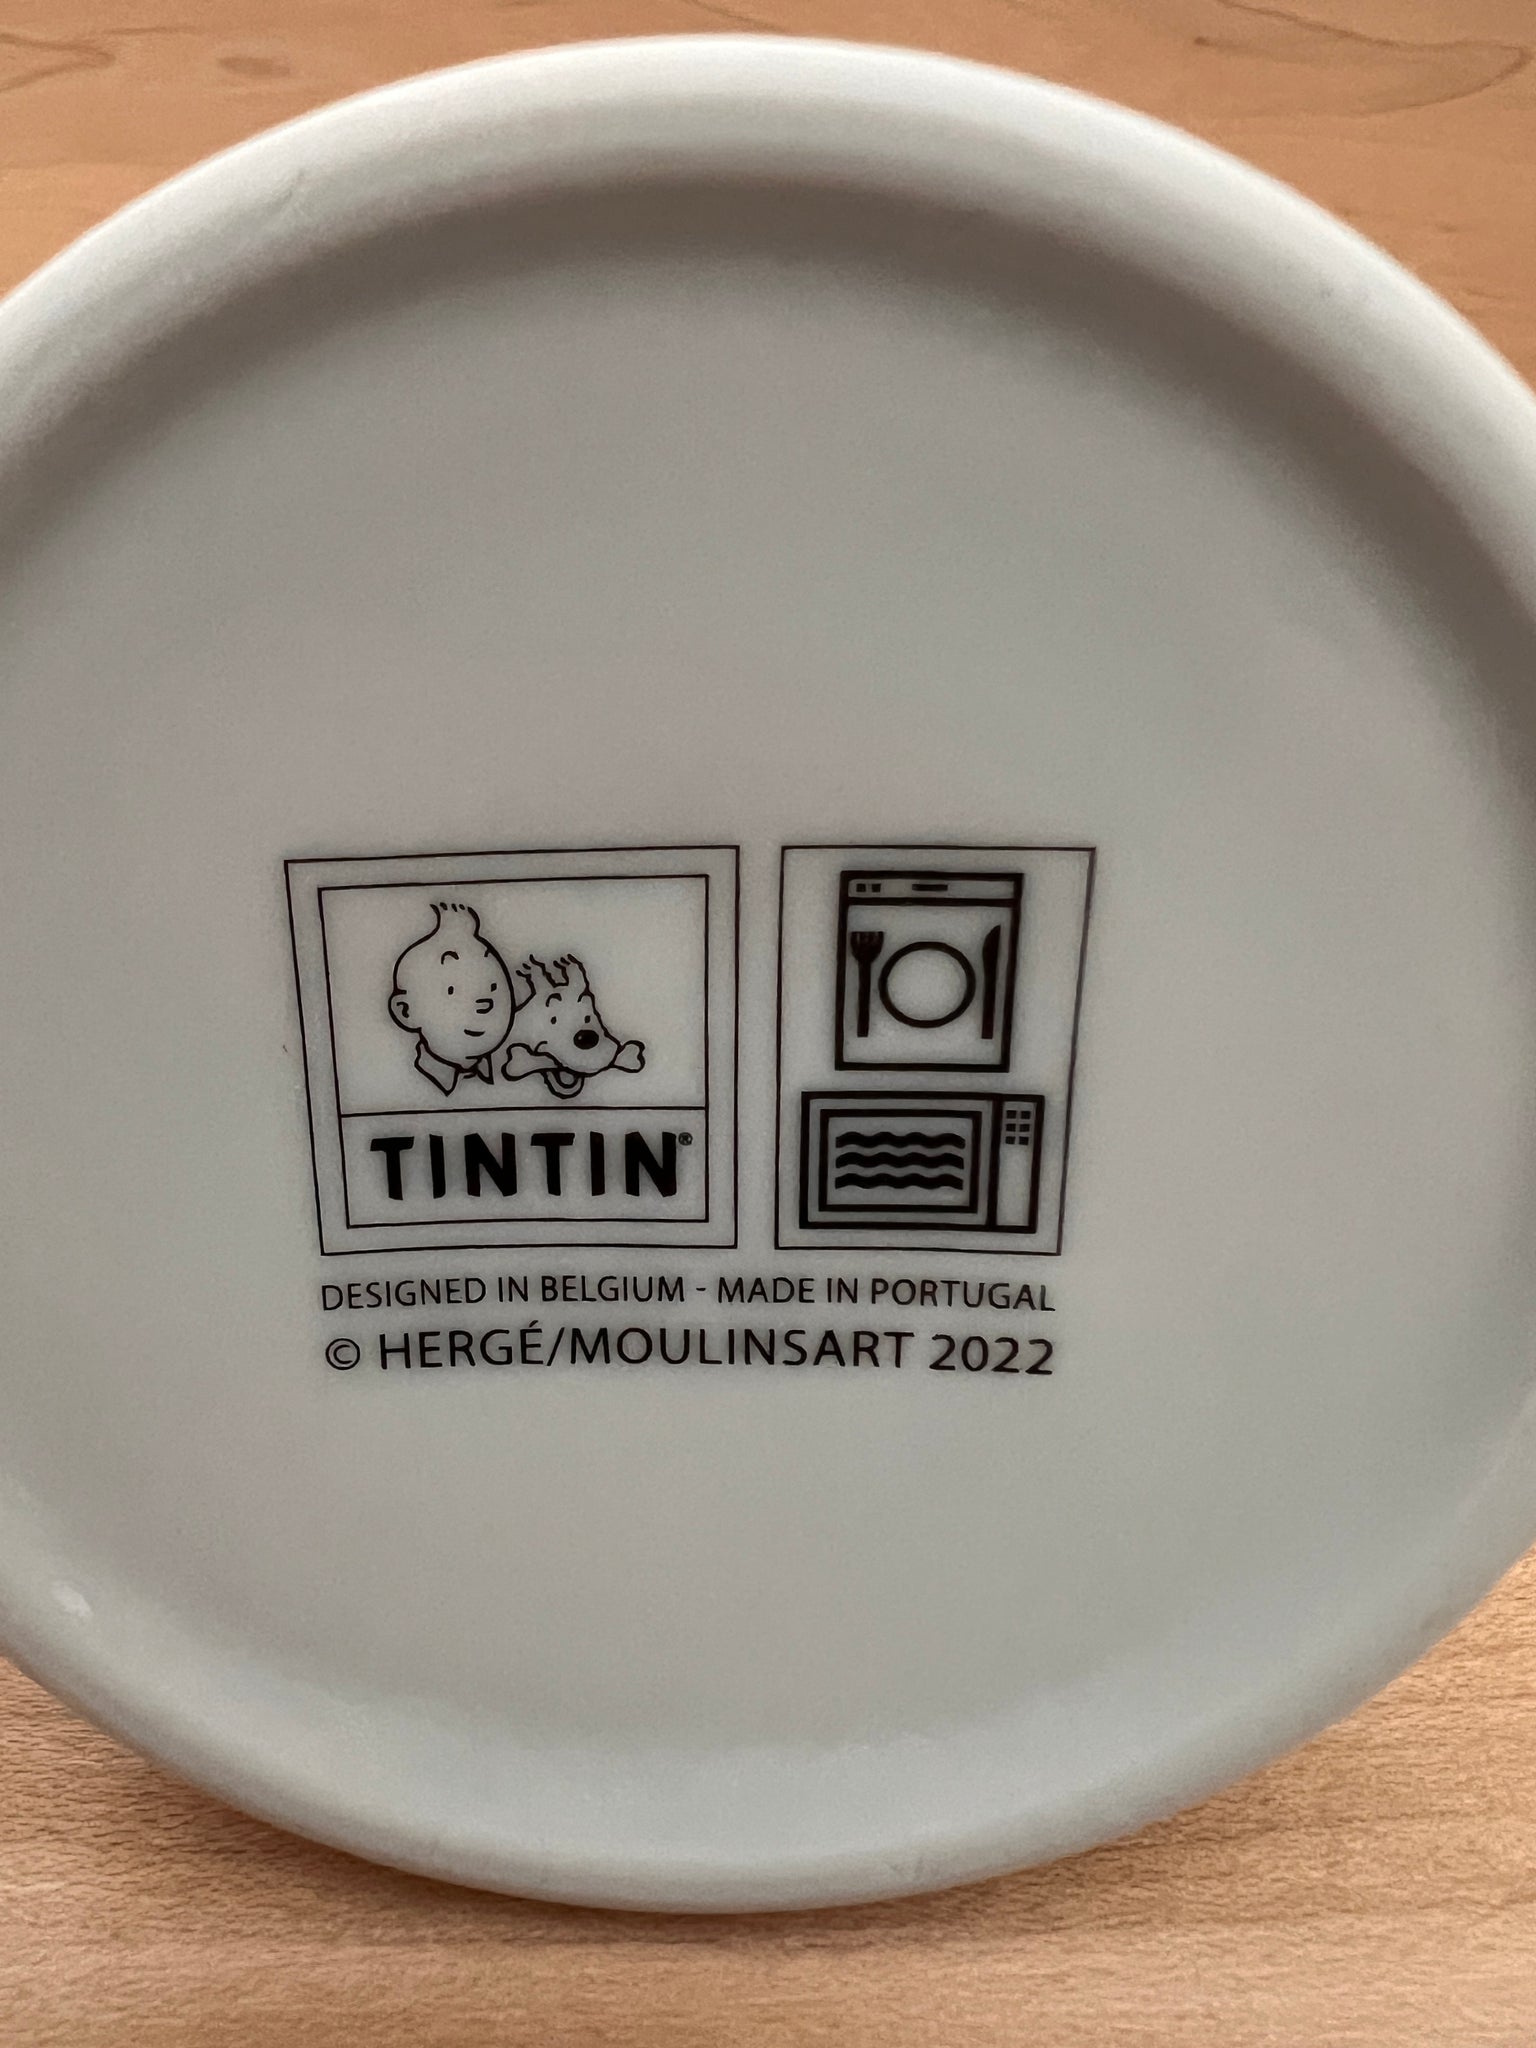 TINTIN®
DESIGNED IN BELGIUM - MADE IN PORTUGAL
© HERGÉ/MOULINSART 2022